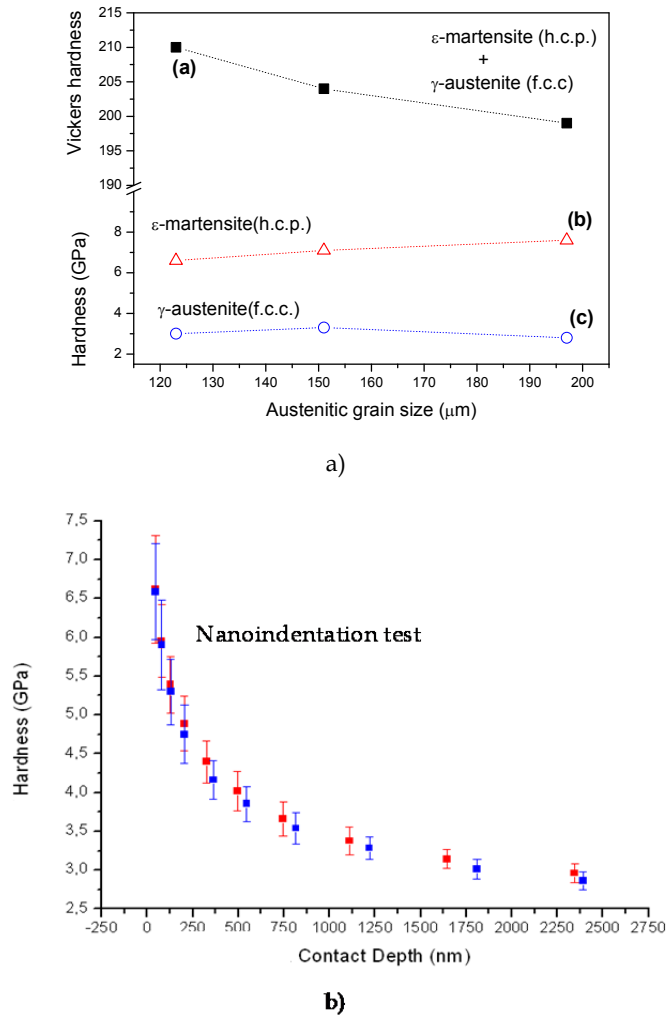 210
205
200
195
190
Vickers hardness
(a)
ε-martensite (h.c.p.)
+
γ-austenite (f.c.c)
8
6
4
2
Hardness (GPa)
ε-martensite(h.c.p.)
(b)
γ-austenite(f.c.c.)
(c)
120 130 140 150 160 170 180 190 200
Austenitic grain size (μm)
a)
7,5
7,0
6,5
6,0
5,5
5,0
4,5
4,0
3,5
3,0
2,5
Hardness (GPa)
Nanoindentation test
-250 0 250 500 750 1000 1250 1500 1750 2000 2250 2500 2750
Contact Depth (nm)
b)